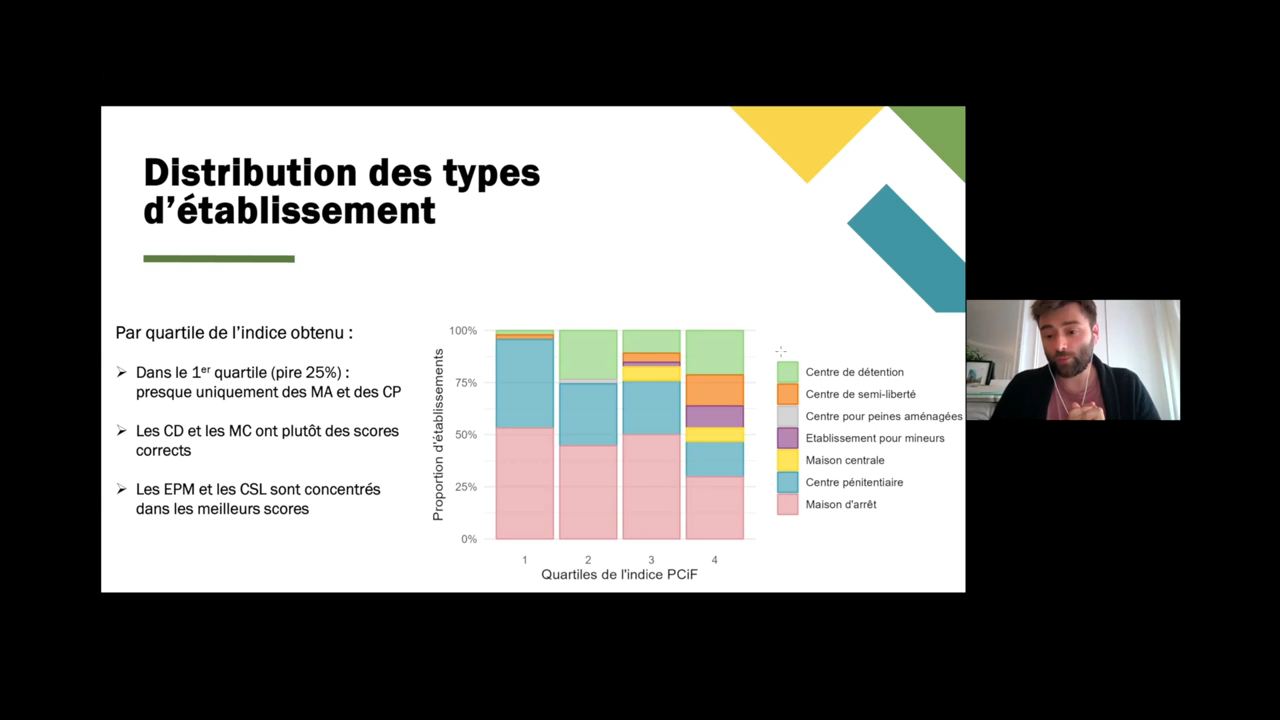 Distribution des types
d'établissement
Par quartile de l'indice obtenu :
➢ Dans le 1er quartile (pire 25%) :
presque uniquement des MA et des CP
➢ Les CD et les MC ont plutôt des scores
corrects
➢ Les EPM et les CSL sont concentrés
dans les meilleurs scores
Proportion d'établissements
100%
75%
50%
25%
0%
1 2 3 4
Quartiles de l'indice PCiF
Centre de détention
Centre de semi-liberté
Centre pour peines aménagées
Etablissement pour mineurs
Maison centrale
Centre pénitentiaire
Maison d'arrêt